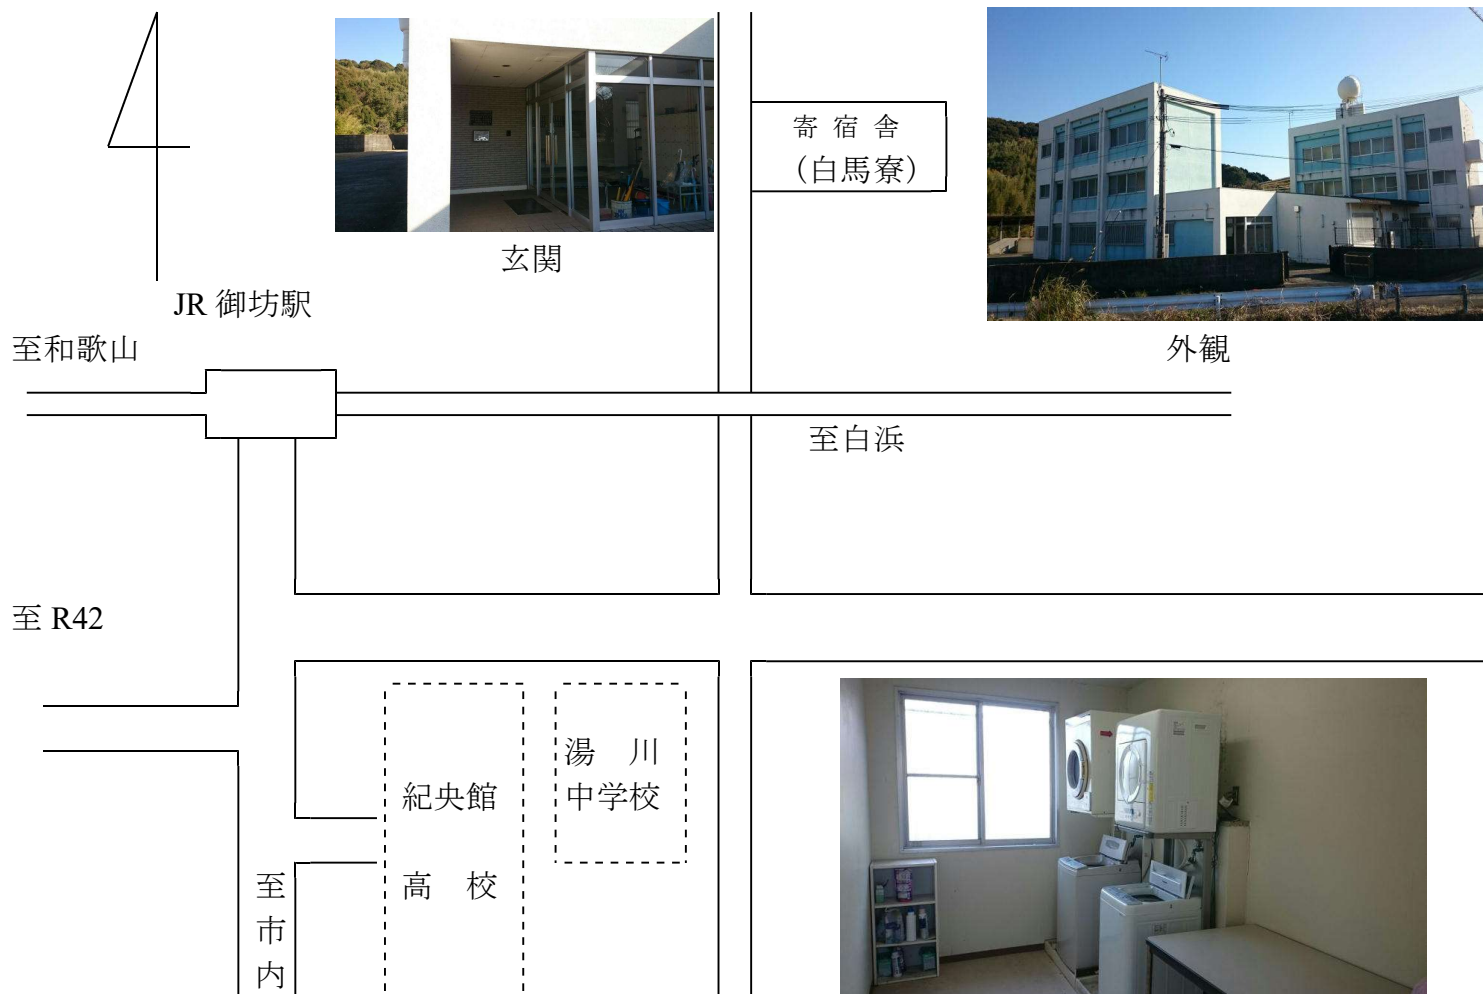 寄 宿 舎
（白馬寮）
玄関
JR 御坊駅
至和歌山
外観
至白浜
至 R42
湯　川
中学校
紀央館
高　校
至
市
内